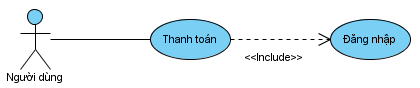 Thanh toán
Đăng nhập
<<Include>>
Người dùng